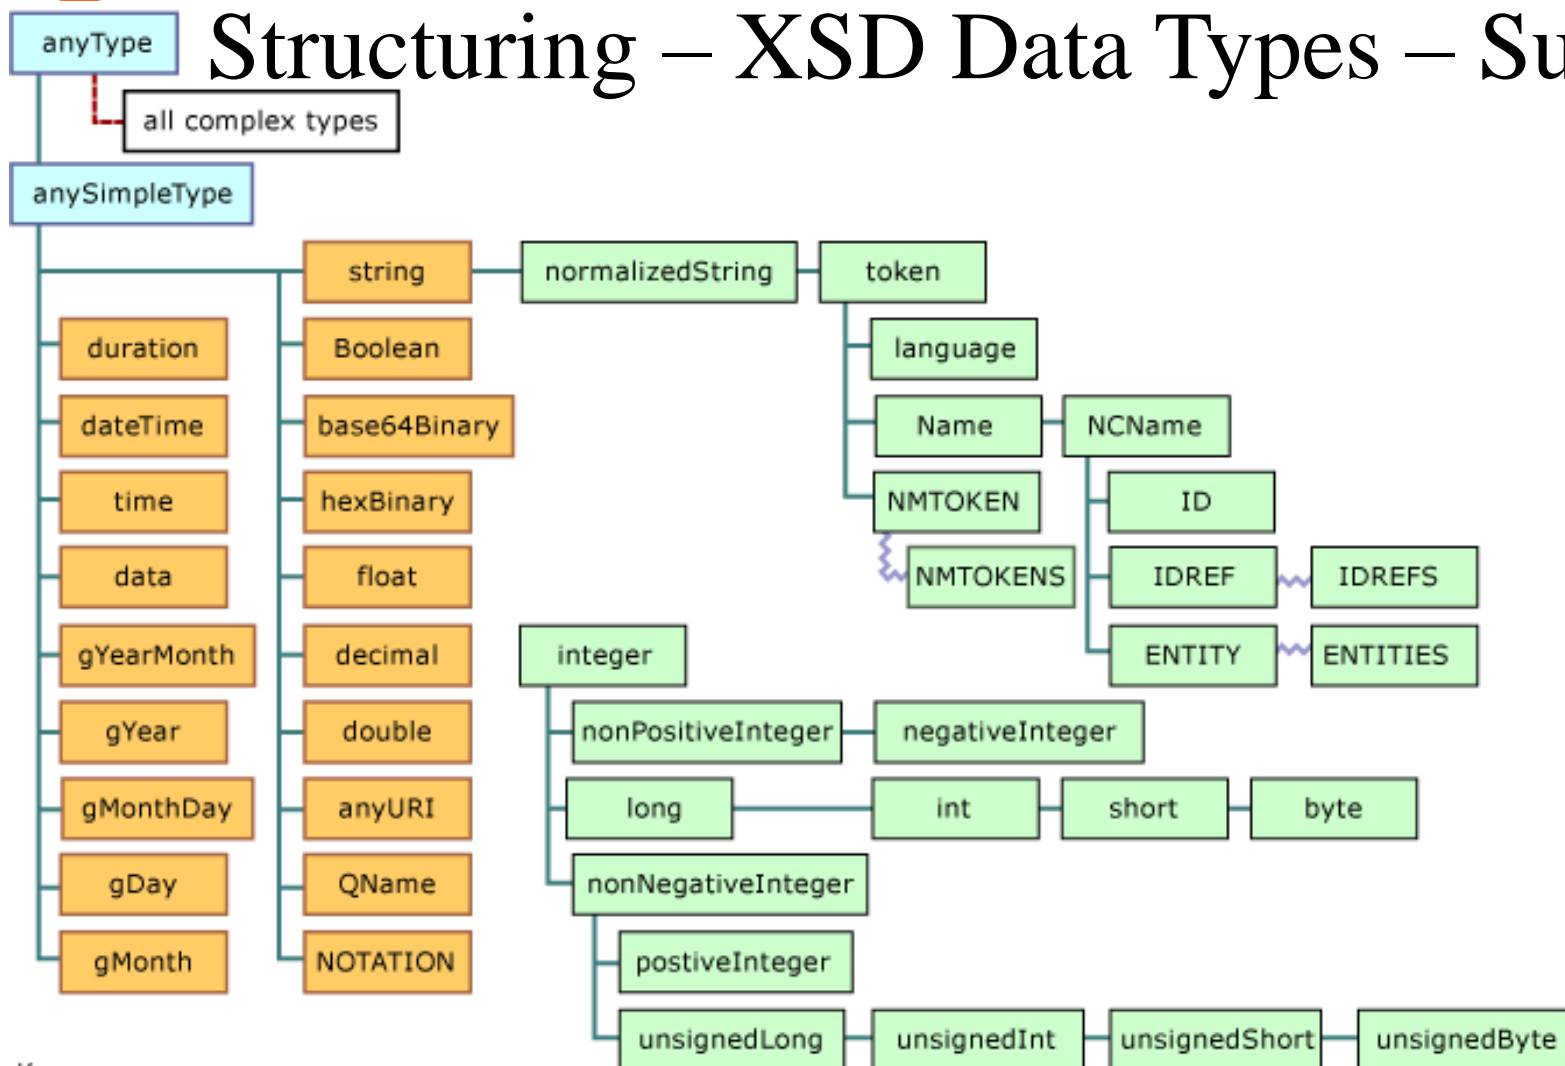 Structuring – XSD Data Types – Su
anyType
all complex types
anySimpleType
string
normalizedString
token
duration
Boolean
language
dateTime
base64Binary
Name
NCName
time
hexBinary
NMTOKEN
ID
data
float
NMTOKENS
IDREF
IDREFS
gYearMonth
decimal
integer
ENTITY
ENTITIES
gYear
double
nonPositiveInteger
negativeInteger
gMonthDay
anyURI
long
int
short
byte
gDay
QName
nonNegativeInteger
gMonth
NOTATION
postiveInteger
unsignedLong
unsignedInt
unsignedShort
unsignedByte